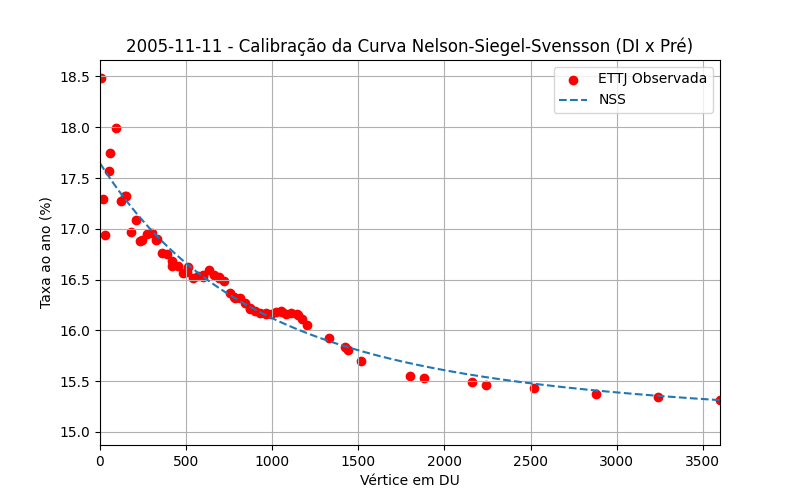 2005-11-11 - Calibração da Curva Nelson-Siegel-Svensson (DI x Pré)
ETTJ Observada
NSS
Taxa ao ano (%)
18.5
18.0
17.5
17.0
16.5
16.0
15.5
15.0
0 500 1000 1500 2000 2500 3000 3500
Vértice em DU